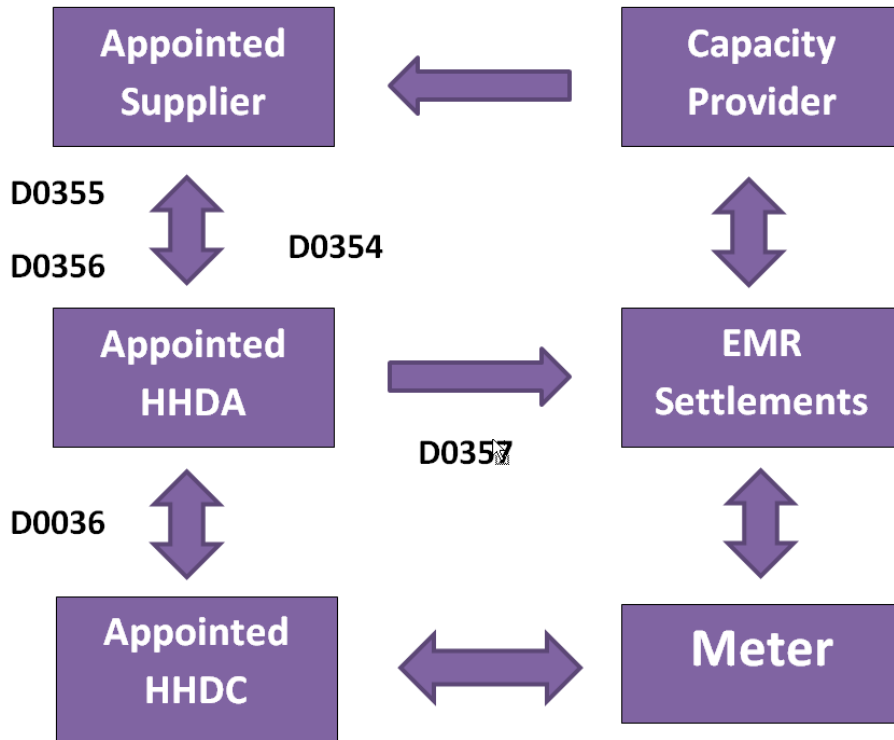 Appointed
Supplier
Capacity
Provider
D0355
D0356
D0354
Appointed
HHDA
EMR
Settlements
D0357
D0036
Appointed
HHDC
Meter